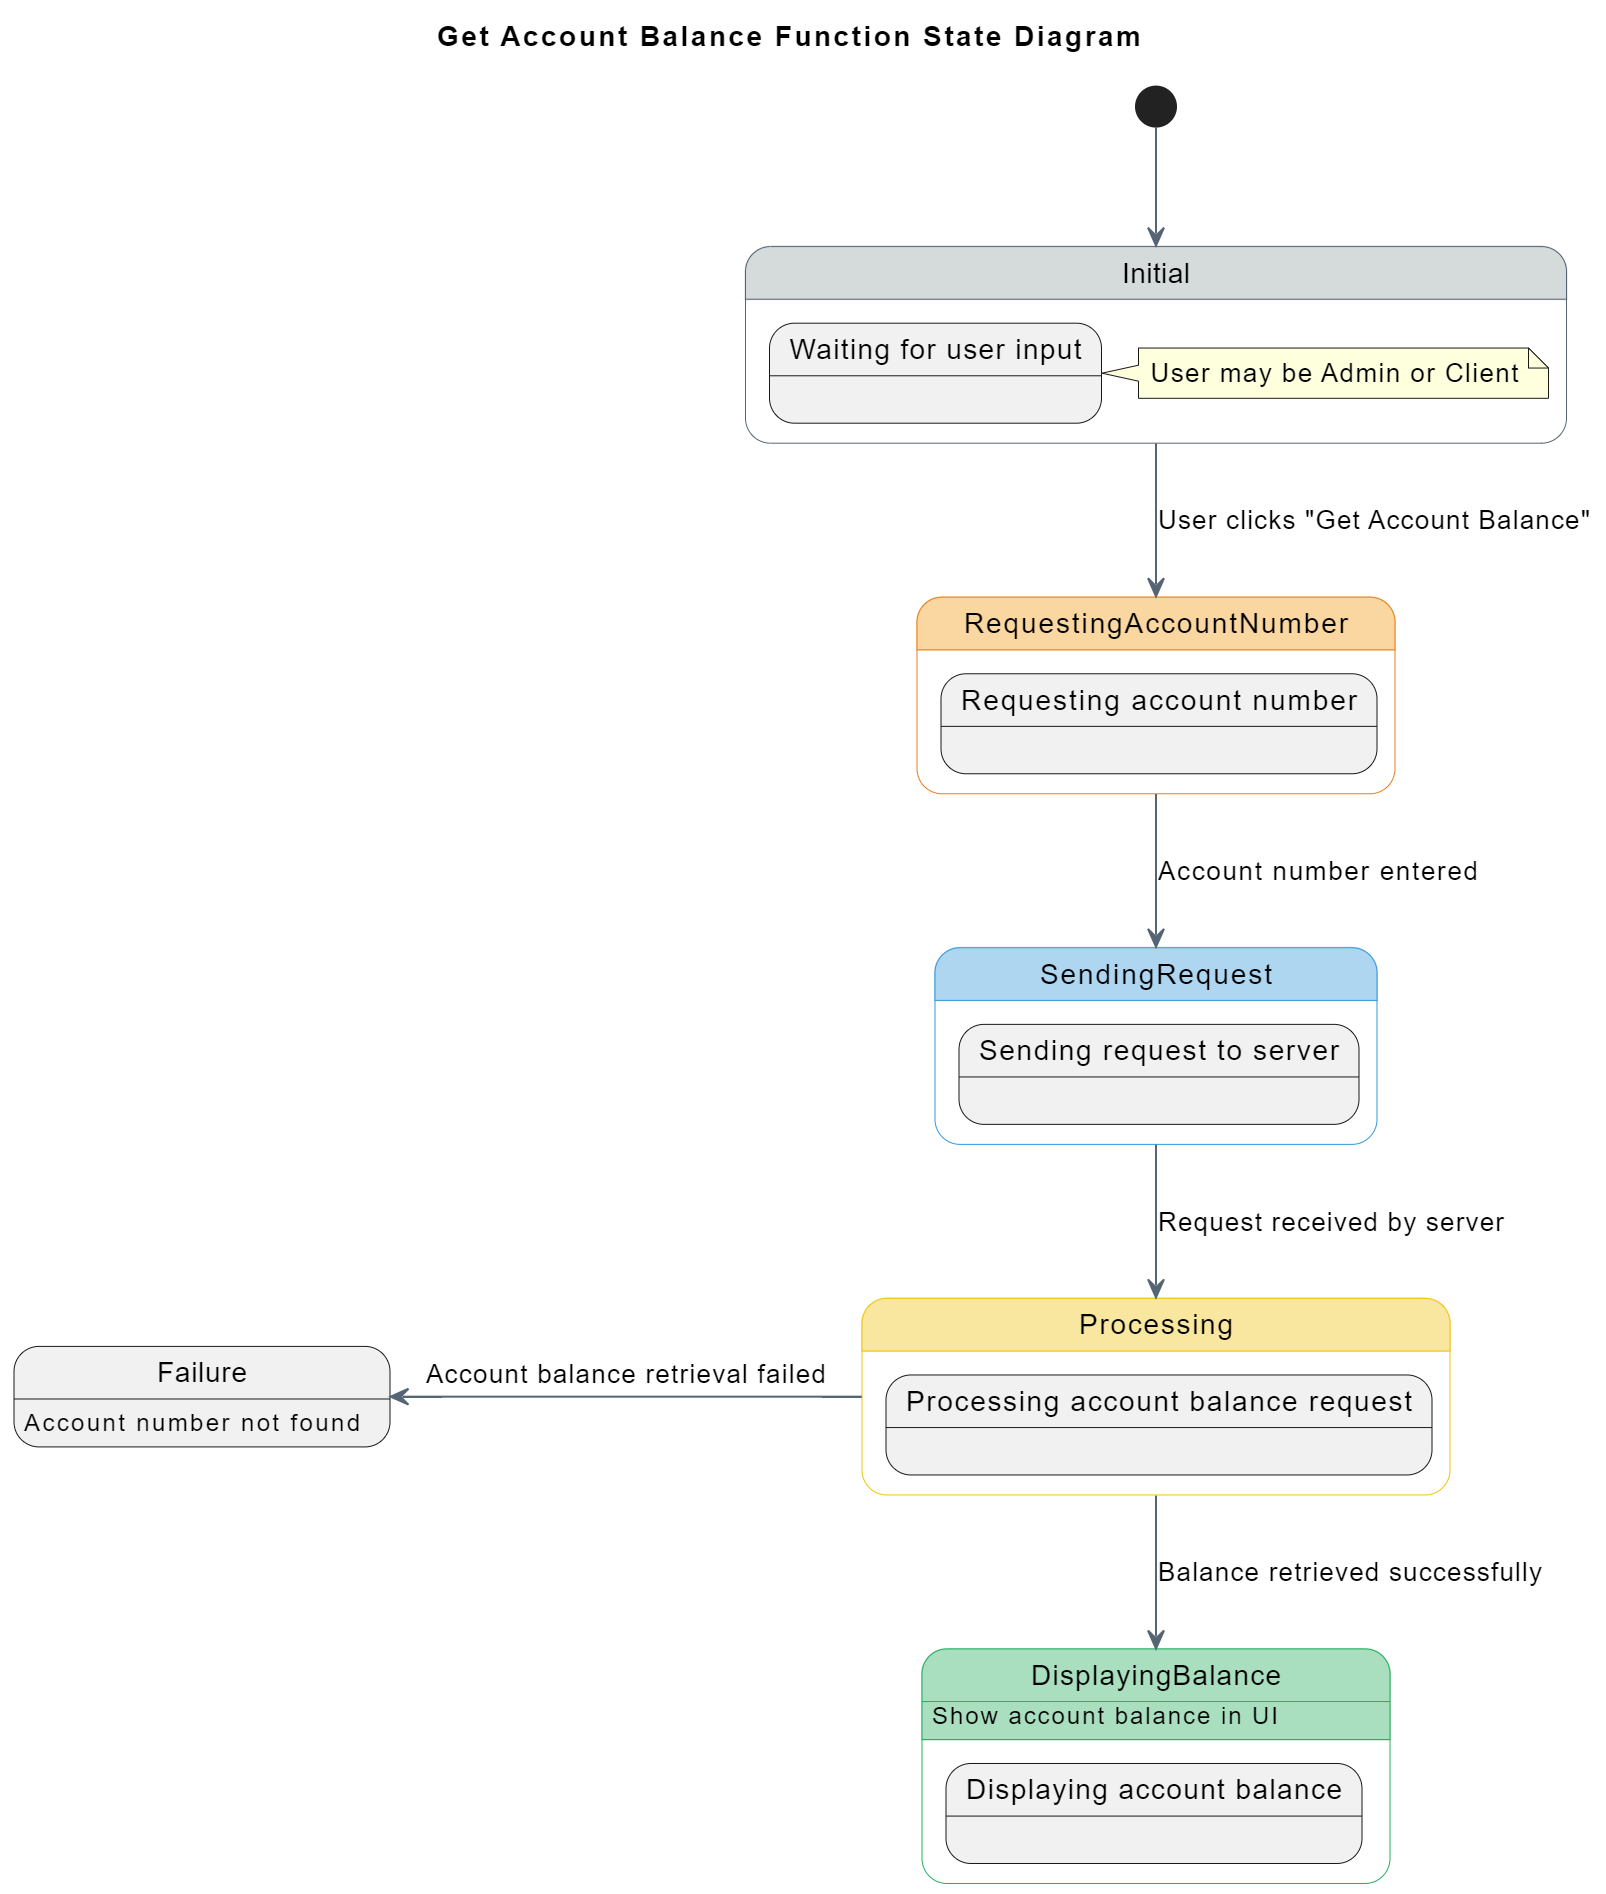 Get Account Balance Function State Diagram
Initial
Waiting for user input
User may be Admin or Client
User clicks "Get Account Balance"
RequestingAccountNumber
Requesting account number
Account number entered
SendingRequest
Sending request to server
Request received by server
Processing
Processing account balance request
Account balance retrieval failed
Failure
Account number not found
Balance retrieved successfully
DisplayingBalance
Show account balance in UI
Displaying account balance